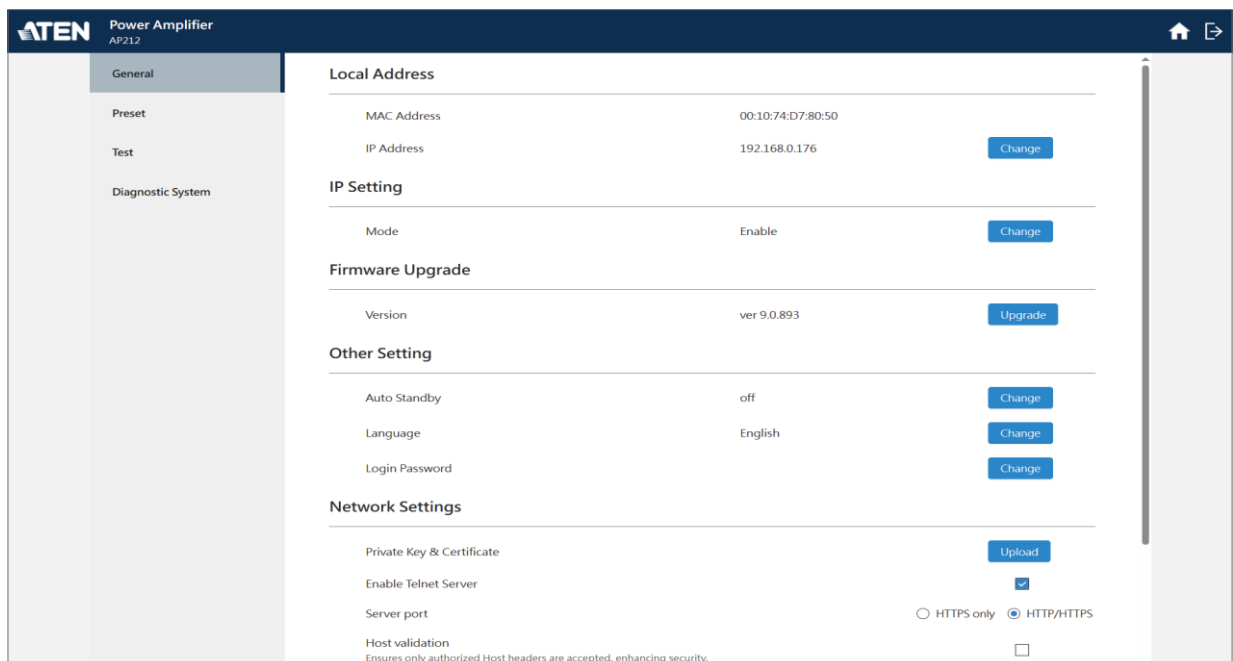 ATEN Power Amplifier
AP212
General
Preset
Test
Diagnostic System
Local Address
MAC Address 00:10:74:D7:80:50
IP Address 192.168.0.176 Change
IP Setting
Mode Enable Change
Firmware Upgrade
Version ver 9.0.893 Upgrade
Other Setting
Auto Standby off Change
Language English Change
Login Password Change
Network Settings
Private Key & Certificate Upload
Enable Telnet Server
Server port HTTPS only HTTP/HTTPS
Host validation
Ensures only authorized Host headers are accepted, enhancing security.